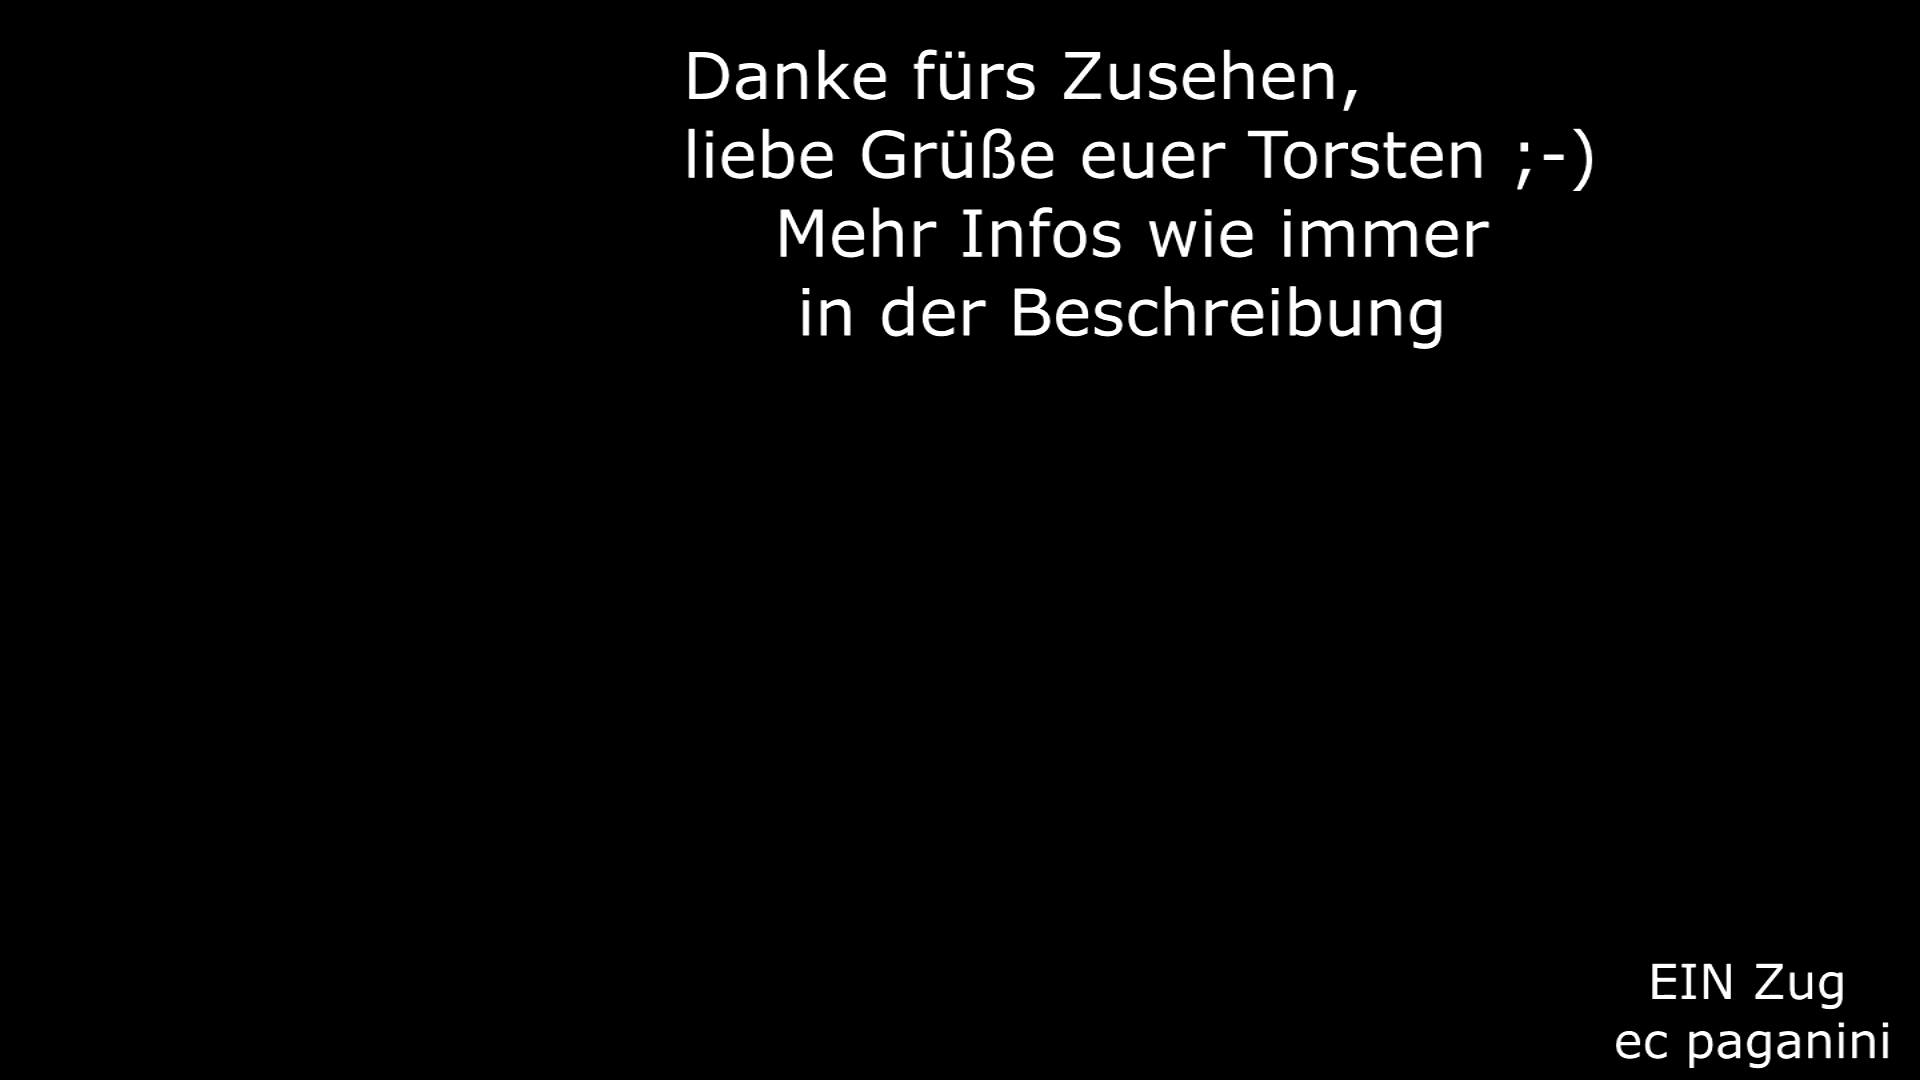 Danke fürs Zusehen,
liebe Grüße euer Torsten ;-)
Mehr Infos wie immer
in der Beschreibung
EIN Zug
ec paganini